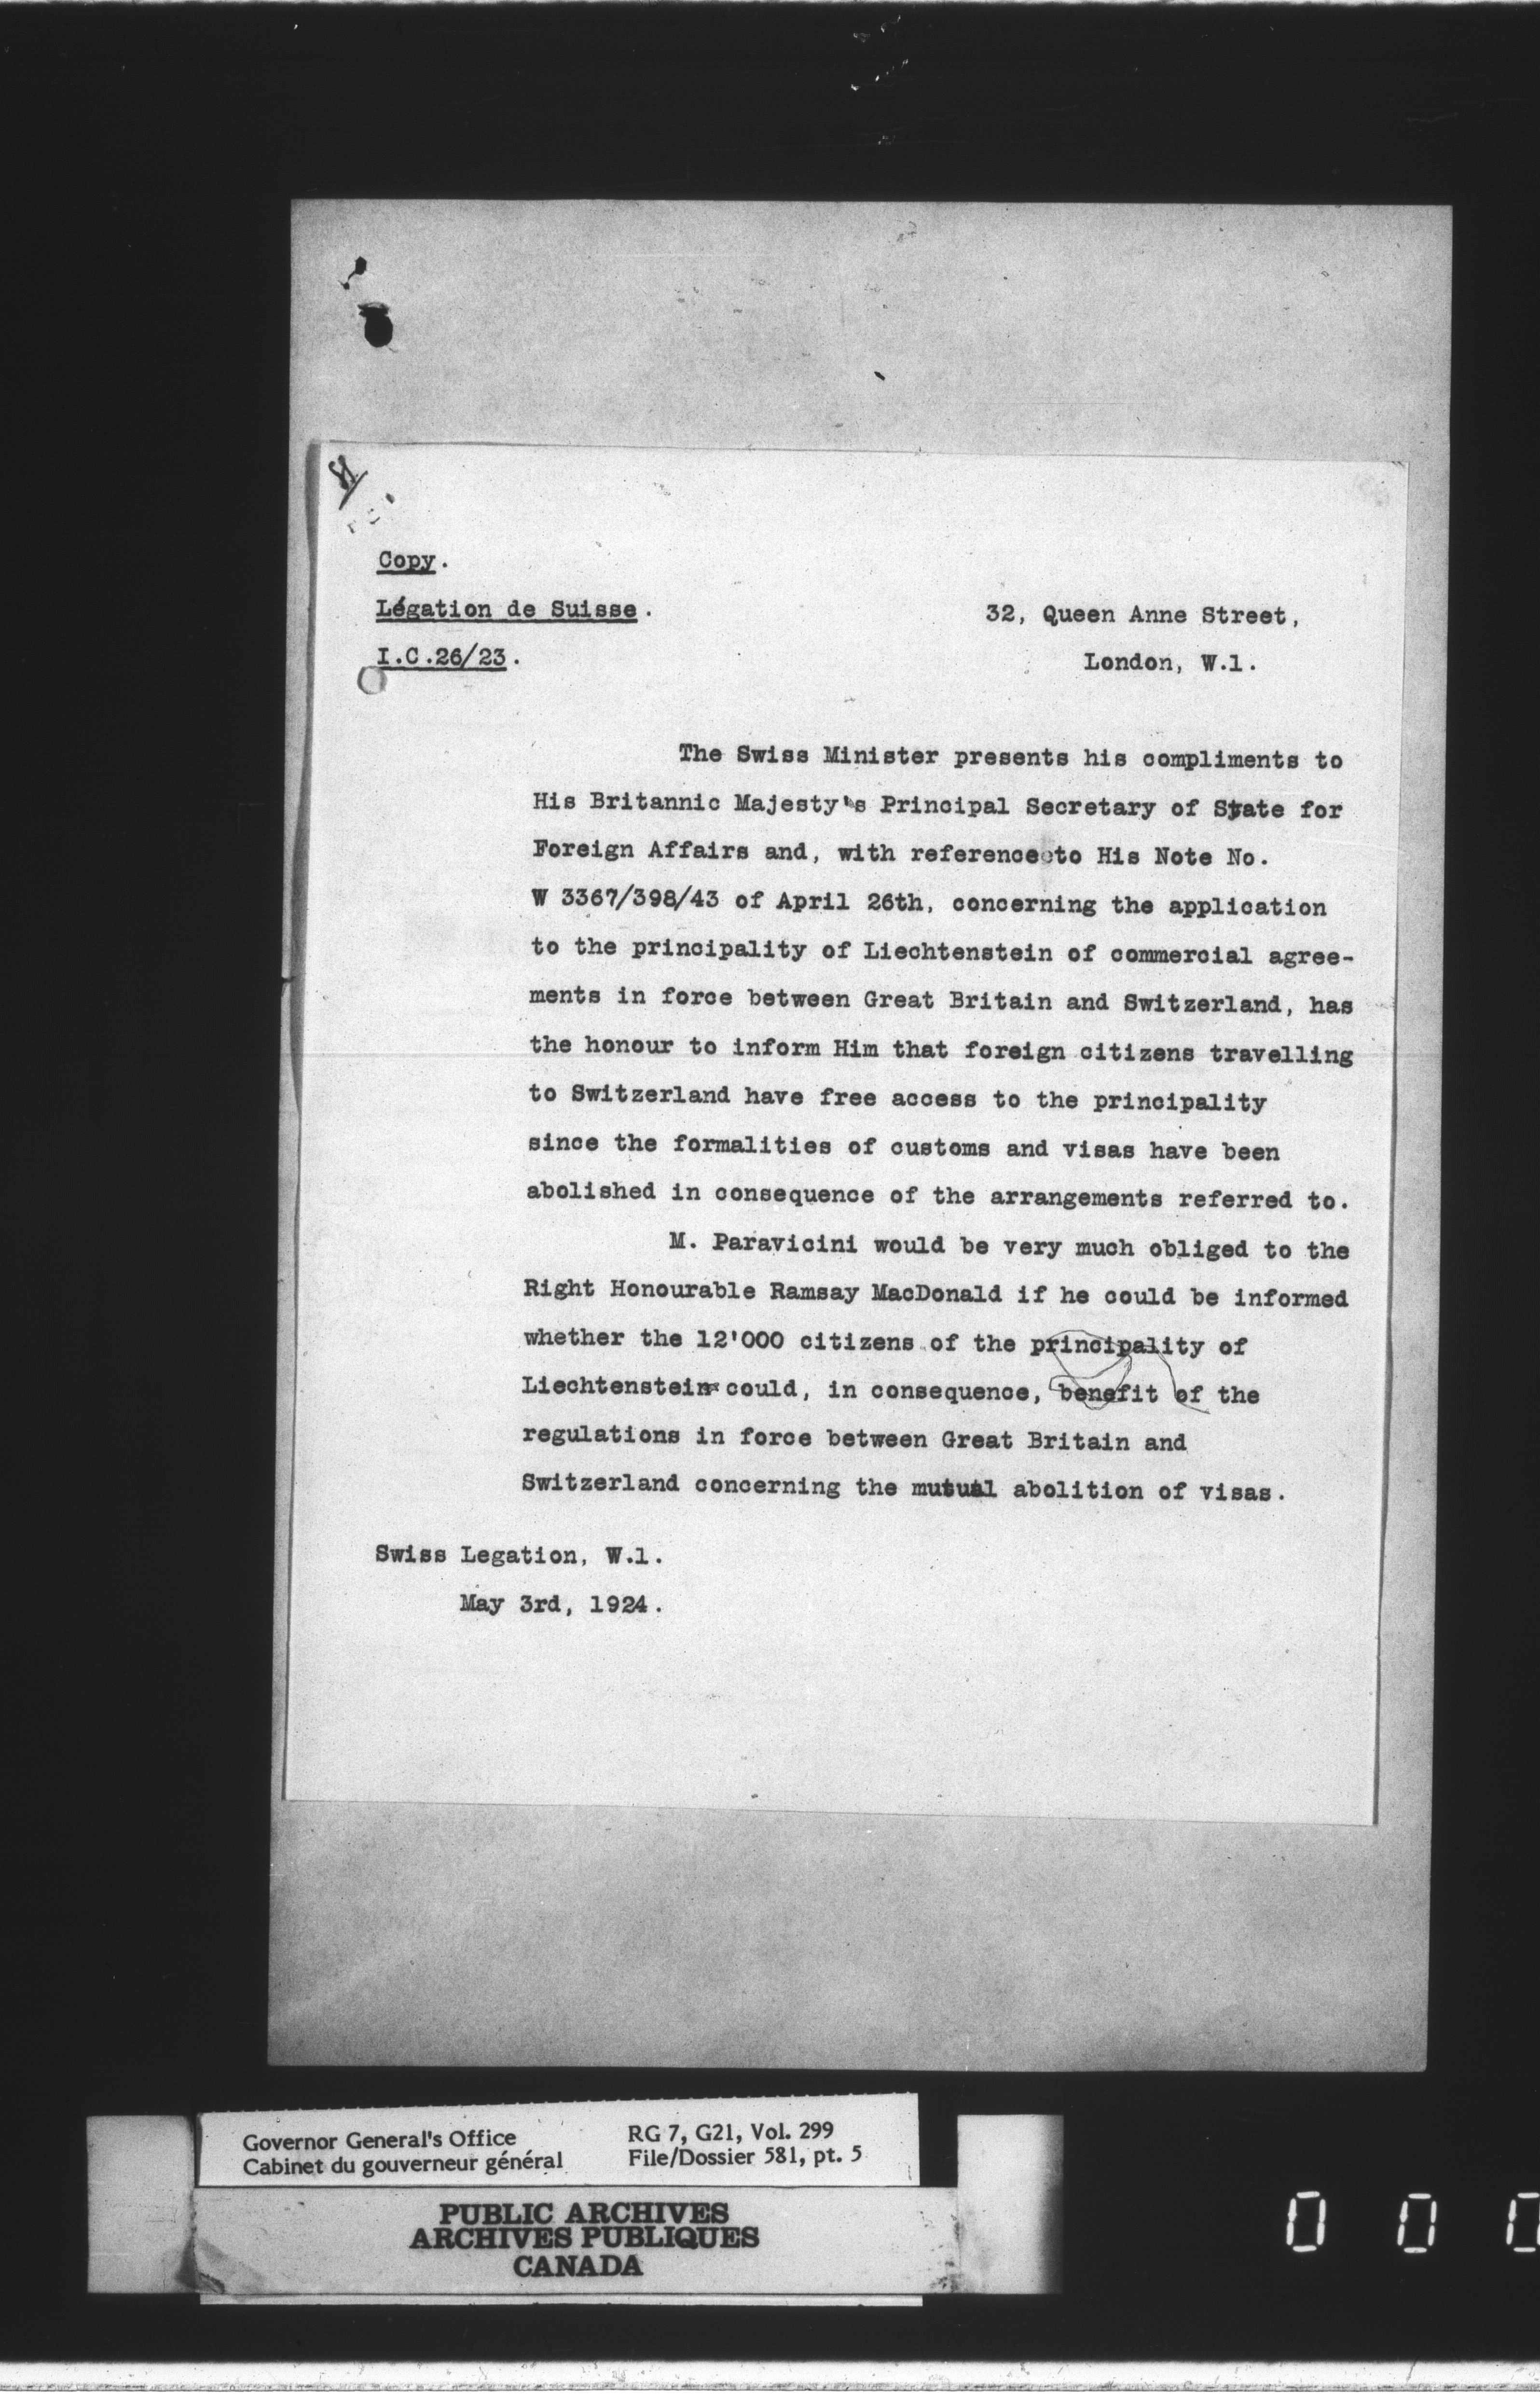 Copy.
Légation de Suisse.
32, Queen Anne Street,
I.C.26/23.
London, W.1.
The Swiss Minister presents his compliments to
His Britannic Majesty's Principal Secretary of State for
Foreign Affairs and, with reference to His Note No.
W 3367/398/43 of April 26th, concerning the application
to the principality of Liechtenstein of commercial agree-
ments in force between Great Britain and Switzerland, has
the honour to inform Him that foreign citizens travelling
to Switzerland have free access to the principality
since the formalities of customs and visas have been
abolished in consequence of the arrangements referred to.
M. Paravicini would be very much obliged to the
Right Honourable Ramsay MacDonald if he could be informed
whether the 12'000 citizens of the principality of
Liechtenstein could, in consequence, benefit of the
regulations in force between Great Britain and
Switzerland concerning the mutual abolition of visas.
Swiss Legation, W.1.
May 3rd, 1924.
Governor General's Office
Cabinet du gouverneur général
RG 7, G21, Vol. 299
File/Dossier 581, pt. 5
PUBLIC ARCHIVES
ARCHIVES PUBLIQUES
CANADA
0 0 0